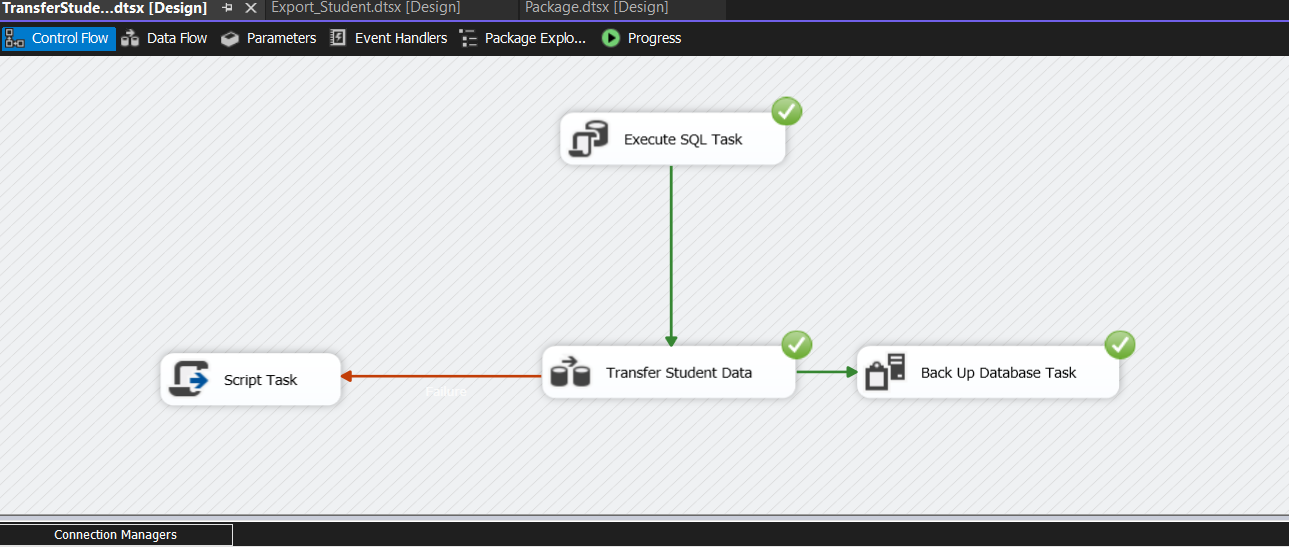 TransferStude...dtsx [Design] Export_Student.dtsx [Design] Package.dtsx [Design]
Control Flow Data Flow Parameters Event Handlers Package Explo... Progress
Execute SQL Task
Script Task
Failure
Transfer Student Data
Back Up Database Task
Connection Managers